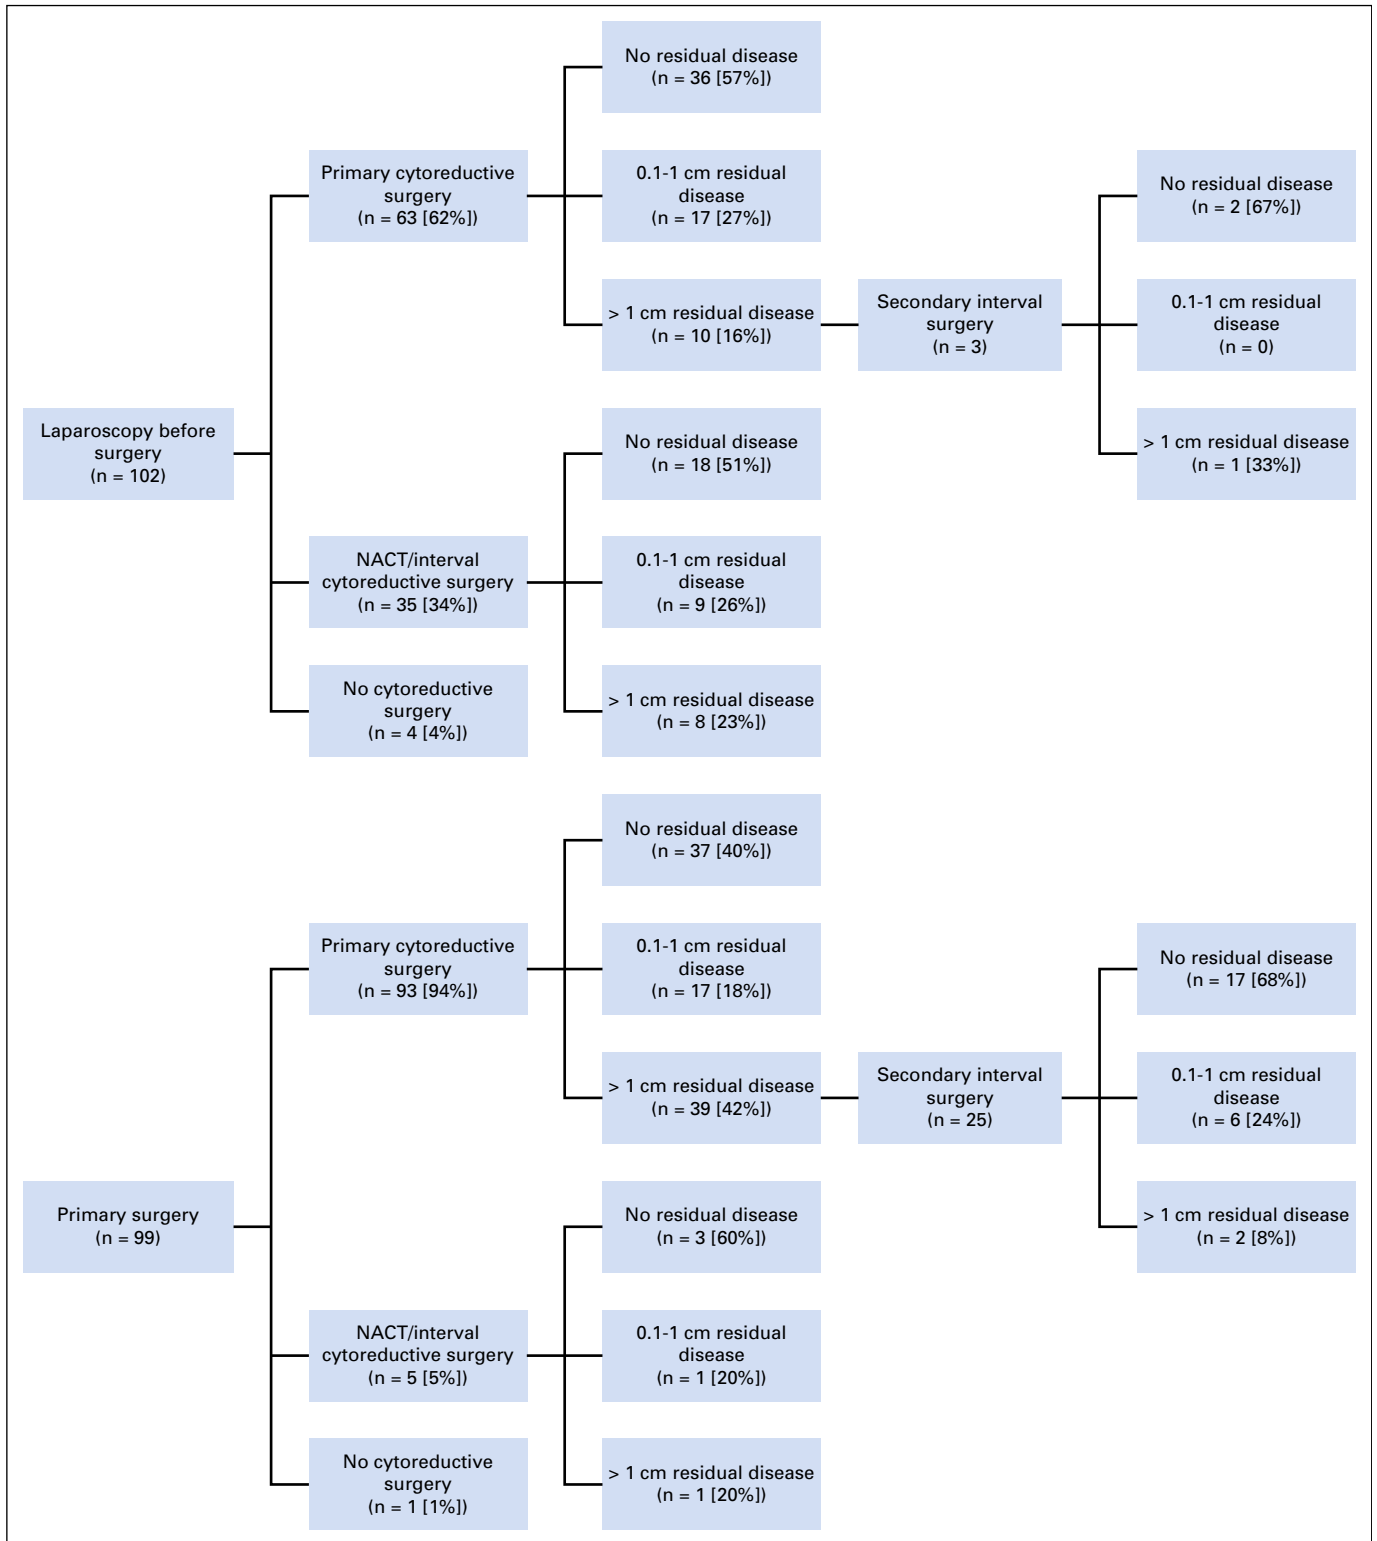 Laparoscopy before
surgery
(n = 102)
Primary cytoreductive
surgery
(n = 63 [62%])
No residual disease
(n = 36 [57%])
0.1-1 cm residual
disease
(n = 17 [27%])
> 1 cm residual disease
(n = 10 [16%])
Secondary interval
surgery
(n = 3)
No residual disease
(n = 2 [67%])
0.1-1 cm residual
disease
(n = 0)
> 1 cm residual disease
(n = 1 [33%])
NACT/interval
cytoreductive surgery
(n = 35 [34%])
No residual disease
(n = 18 [51%])
0.1-1 cm residual
disease
(n = 9 [26%])
> 1 cm residual disease
(n = 8 [23%])
No cytoreductive
surgery
(n = 4 [4%])
Primary surgery
(n = 99)
Primary cytoreductive
surgery
(n = 93 [94%])
No residual disease
(n = 37 [40%])
0.1-1 cm residual
disease
(n = 17 [18%])
> 1 cm residual disease
(n = 39 [42%])
Secondary interval
surgery
(n = 25)
No residual disease
(n = 17 [68%])
0.1-1 cm residual
disease
(n = 6 [24%])
> 1 cm residual disease
(n = 2 [8%])
NACT/interval
cytoreductive surgery
(n = 5 [5%])
No residual disease
(n = 3 [60%])
0.1-1 cm residual
disease
(n = 1 [20%])
> 1 cm residual disease
(n = 1 [20%])
No cytoreductive
surgery
(n = 1 [1%])